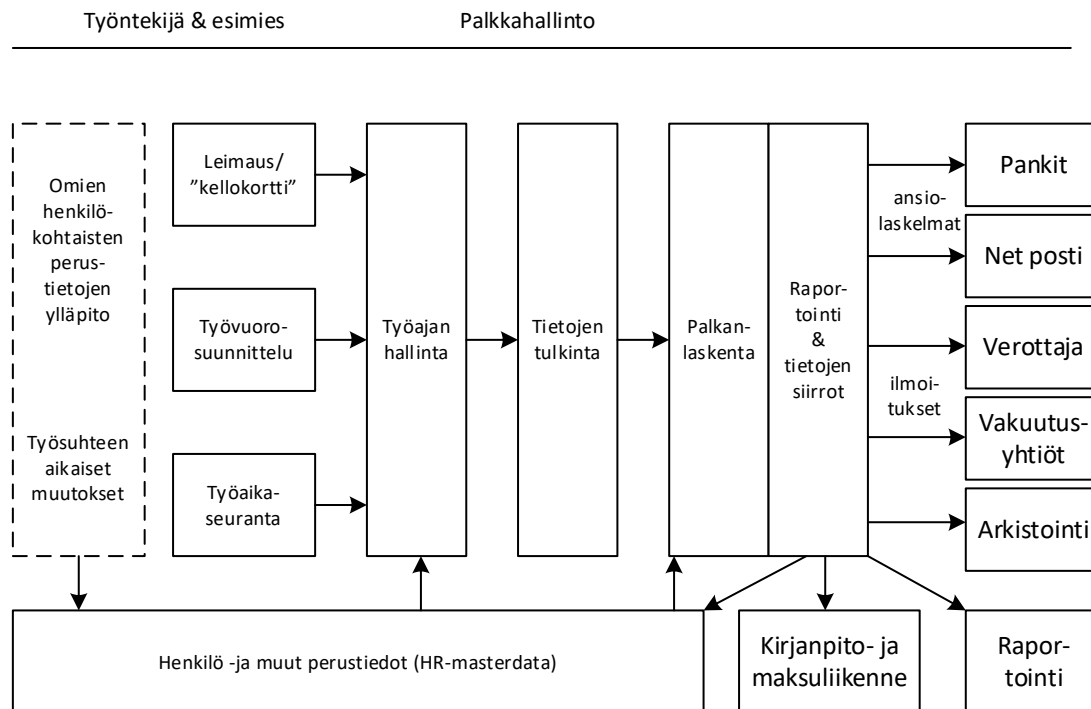 Työntekijä & esimies
Palkkahallinto
Omien
henkilö-
kohtaisten
perus-
tietojen
ylläpito
Työsuhteen
aikaiset
muutokset
Leimaus/
”kellokortti”
Työvuoro-
suunnittelu
Työaika-
seuranta
Työajan
hallinta
Tietojen
tulkinta
Palkan-
laskenta
Rapor-
tointi
&
tietojen
siirrot
ansio-
laskelmat
ilmoi-
tukset
Pankit
Net posti
Verottaja
Vakuutus-
yhtiöt
Arkistointi
Henkilö -ja muut perustiedot (HR-masterdata)
Kirjanpito- ja
maksuliikenne
Rapor-
tointi